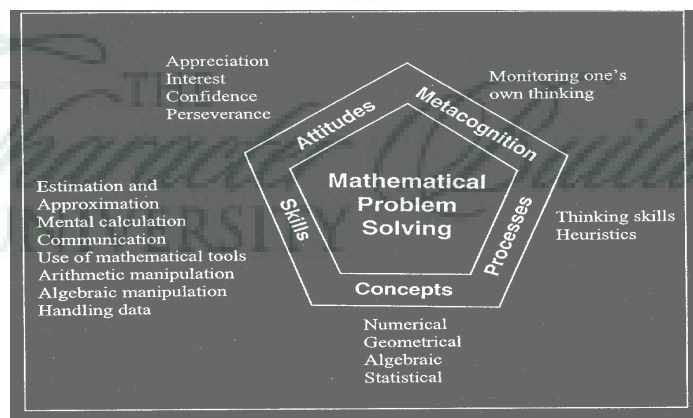 Appreciation
Interest
Confidence
Perseverance
Monitoring one's
own thinking
Attitudes
Metacognition
Mathematical
Problem
Solving
Skills
Processes
Concepts
Estimation and
Approximation
Mental calculation
Communication
Use of mathematical tools
Arithmetic manipulation
Algebraic manipulation
Handling data
Thinking skills
Heuristics
Numerical
Geometrical
Algebraic
Statistical
THE
UNIVERSITY